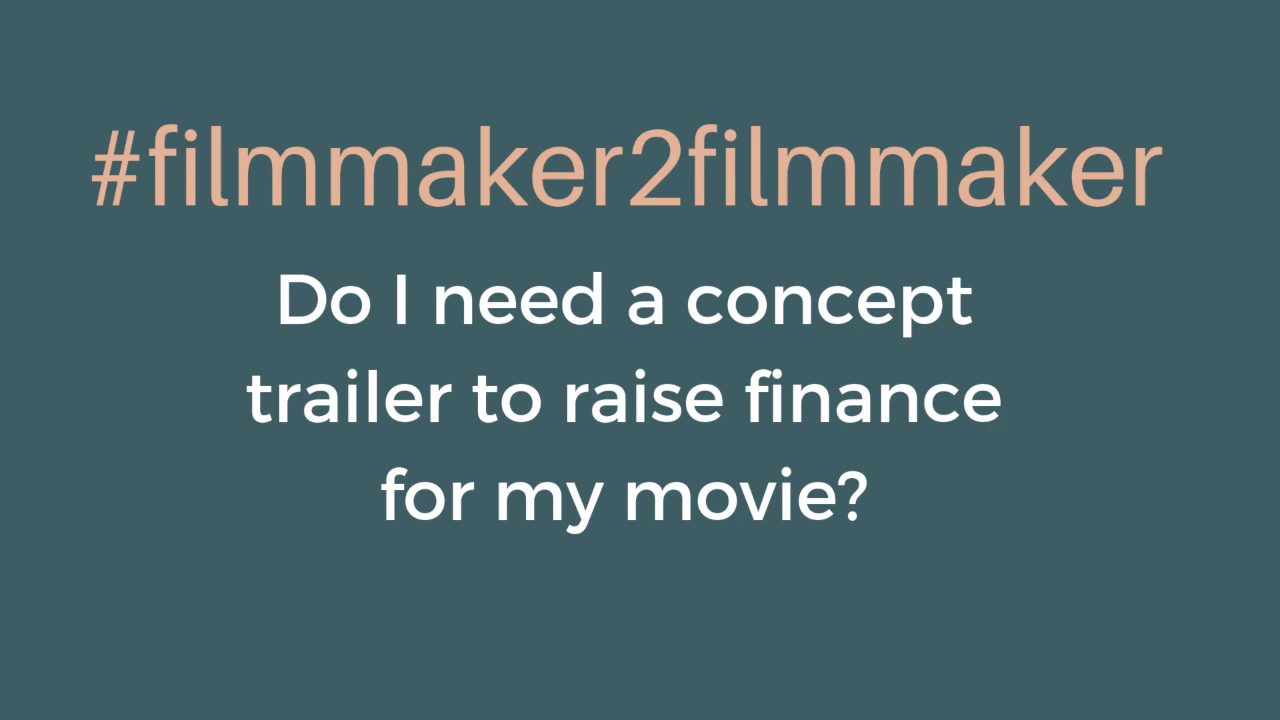 #filmmaker2filmmaker
Do I need a concept
trailer to raise finance
for my movie?